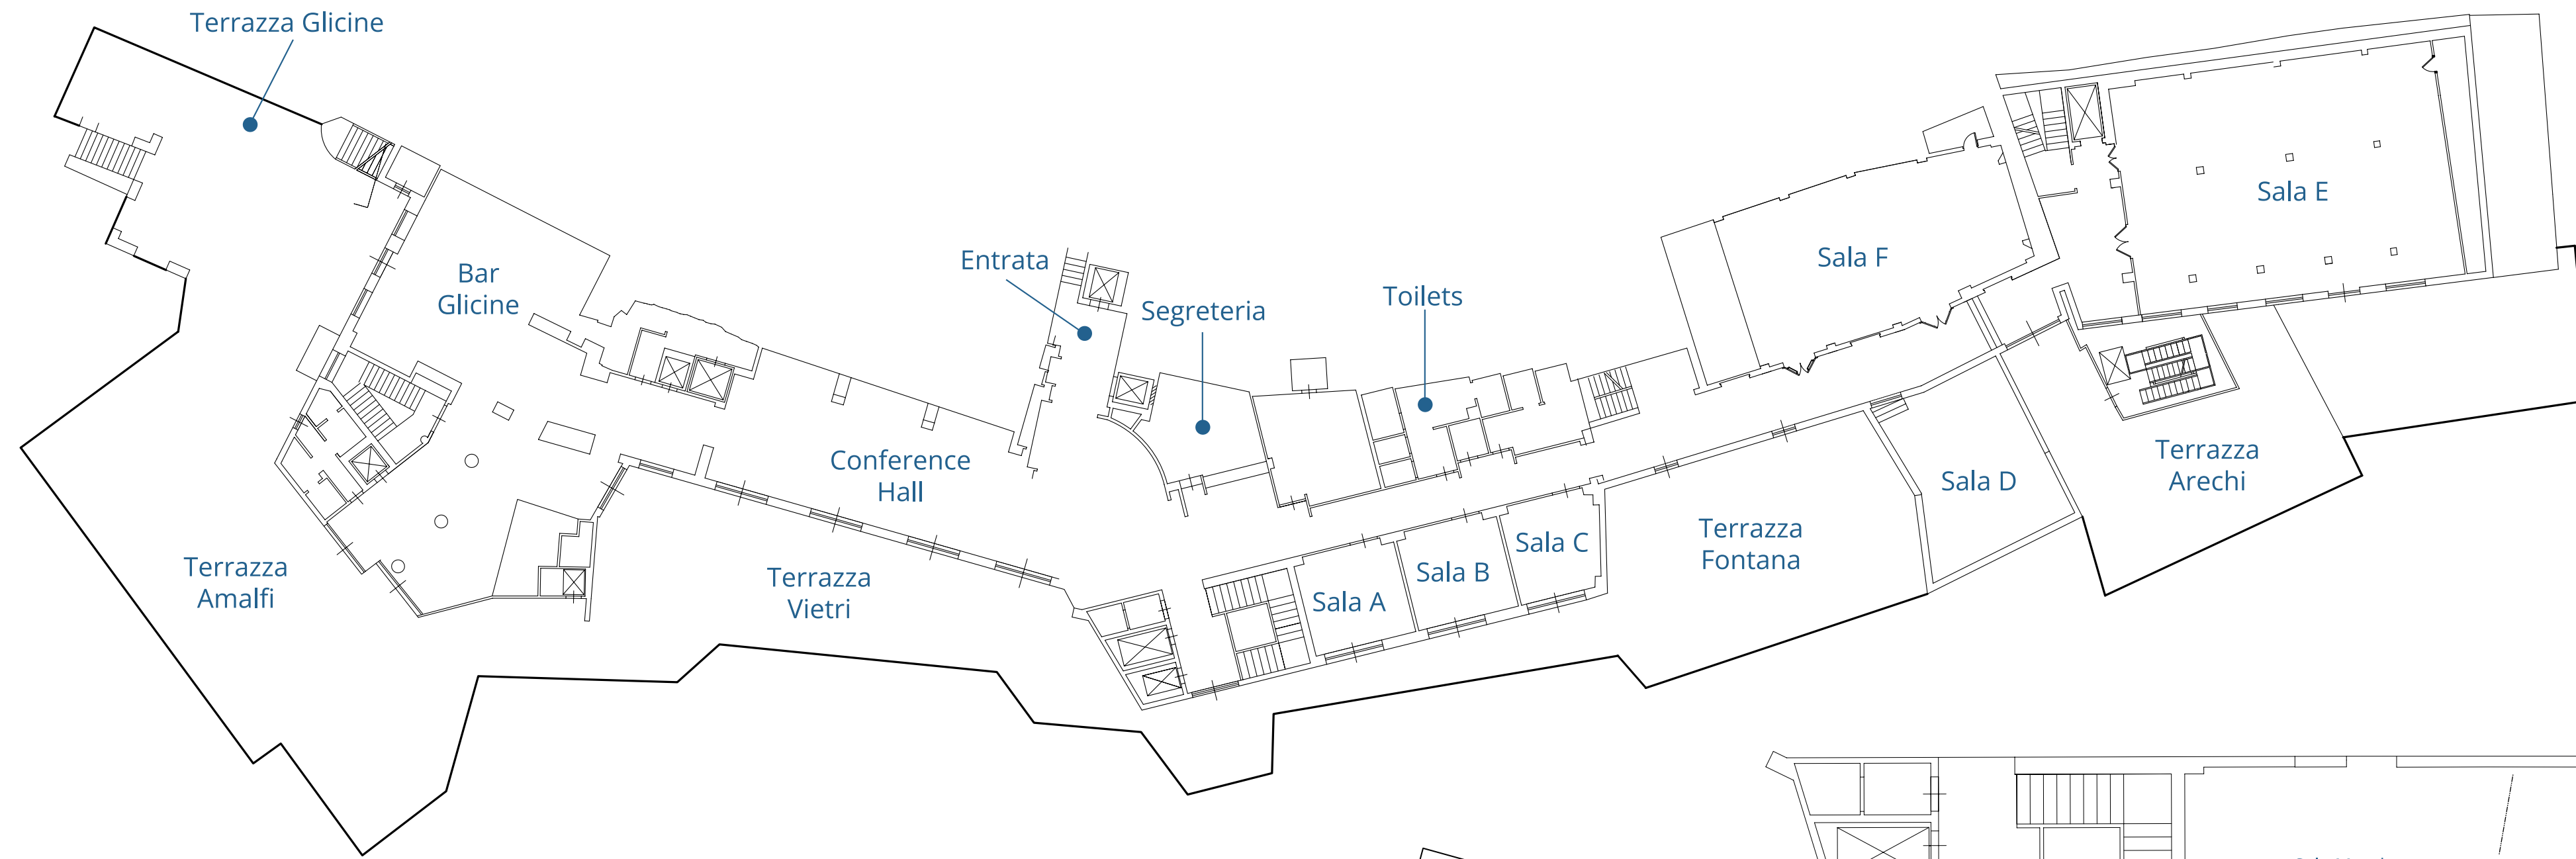 Terrazza Glicine
Bar
Glicine
Entrata
Segreteria
Toilets
Sala F
Sala E
Conference
Hall
Terrazza
Amalfi
Terrazza
Vietri
Sala A
Sala B
Sala C
Terrazza
Fontana
Sala D
Terrazza
Arechi